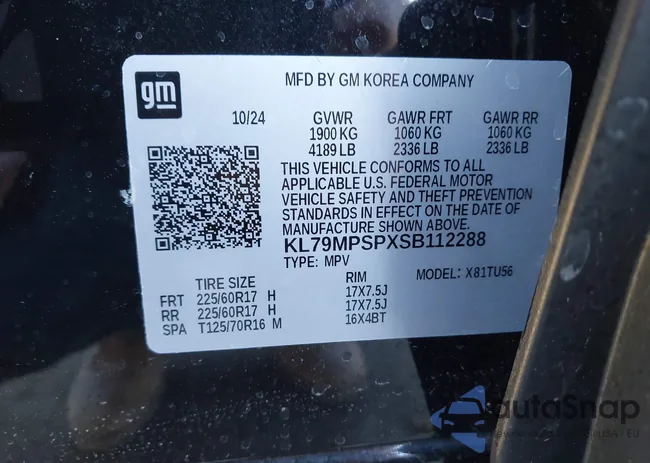 gm
MFD BY GM KOREA COMPANY
10/24 GVWR GAWR FRT GAWR RR
1900 KG 1060 KG 1060 KG
4189 LB 2336 LB 2336 LB
THIS VEHICLE CONFORMS TO ALL
APPLICABLE U.S. FEDERAL MOTOR
VEHICLE SAFETY AND THEFT PREVENTION
STANDARDS IN EFFECT ON THE DATE OF
MANUFACTURE SHOWN ABOVE.
KL79MPSPXSB112288
TYPE: MPV MODEL: X81TU56
TIRE SIZE RIM
FRT 225/60R17 H 17X7.5J
RR 225/60R17 H 17X7.5J
SPA T125/70R16 M 16X4BT
autoSnap